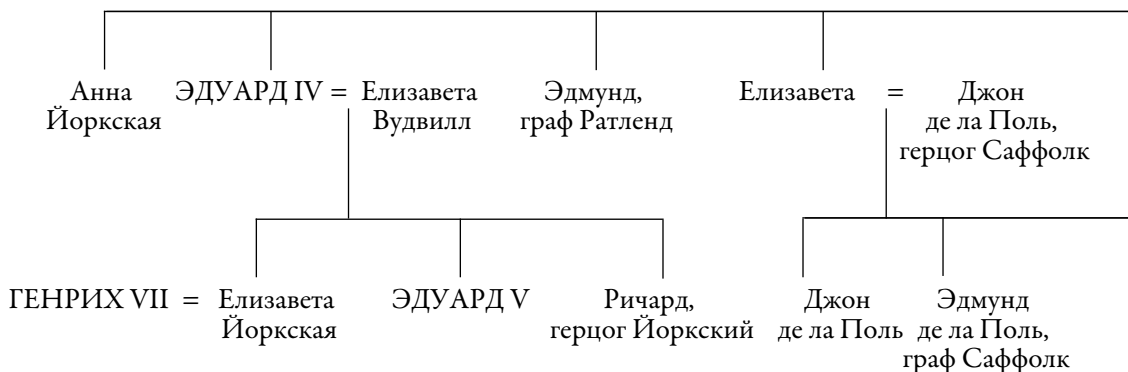 Анна ЭДУАРД IV = Елизавета Эдмунд, Елизавета = Джон
Йоркская Вудвилл граф Ратленд де ла Поль,
герцог Саффолк
ГЕНРИХ VII = Елизавета ЭДУАРД V Ричард, Джон Эдмунд
Йоркская герцог Йоркский де ла Поль де ла Поль,
граф Саффолк